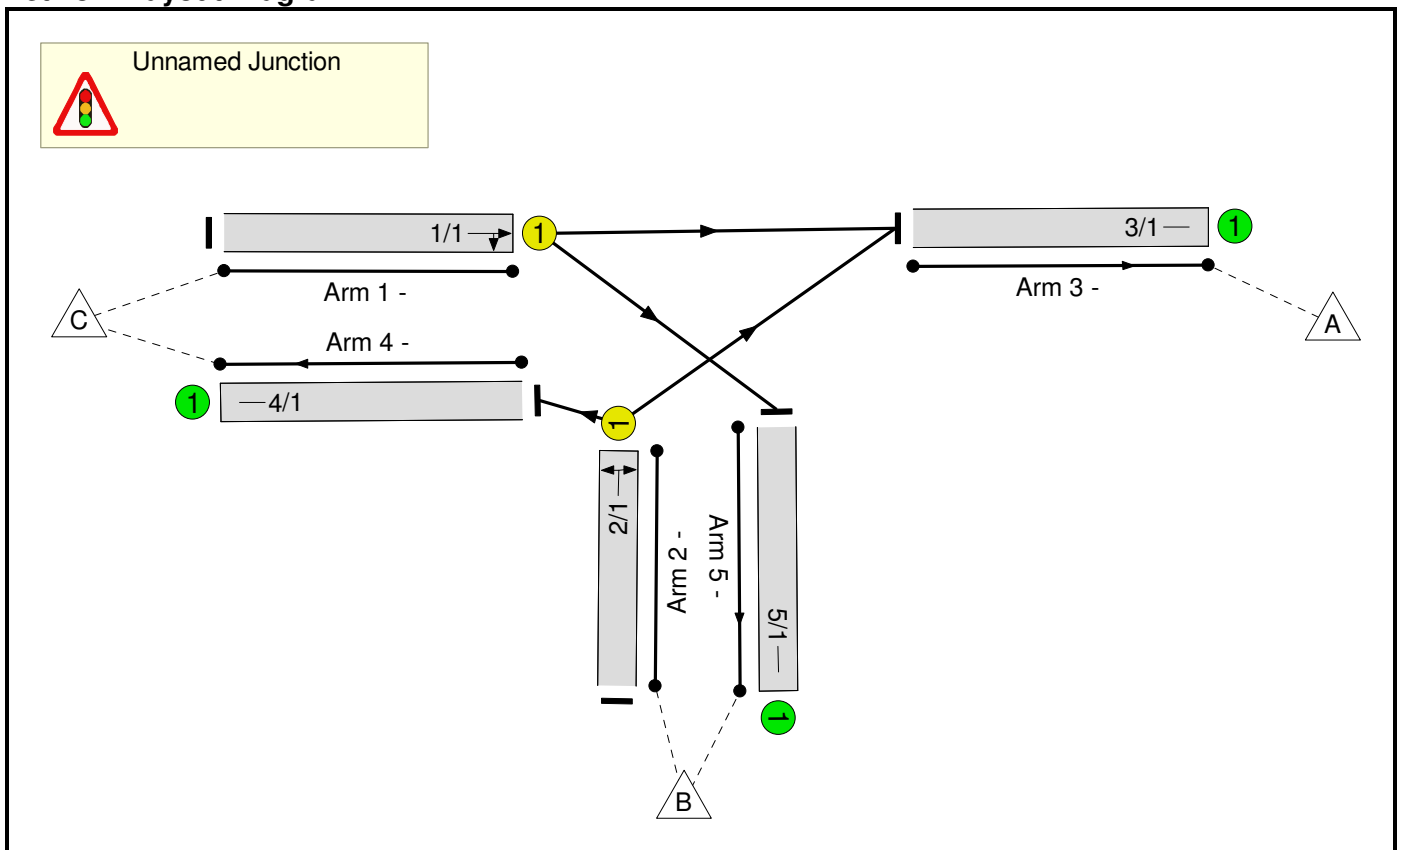 Unnamed Junction
1/1
1
3/1
1
Arm 1 -
Arm 3 -
C
A
Arm 4 -
1
4/1
1
2/1
Arm 2 -
Arm 5 -
5/1
1
B